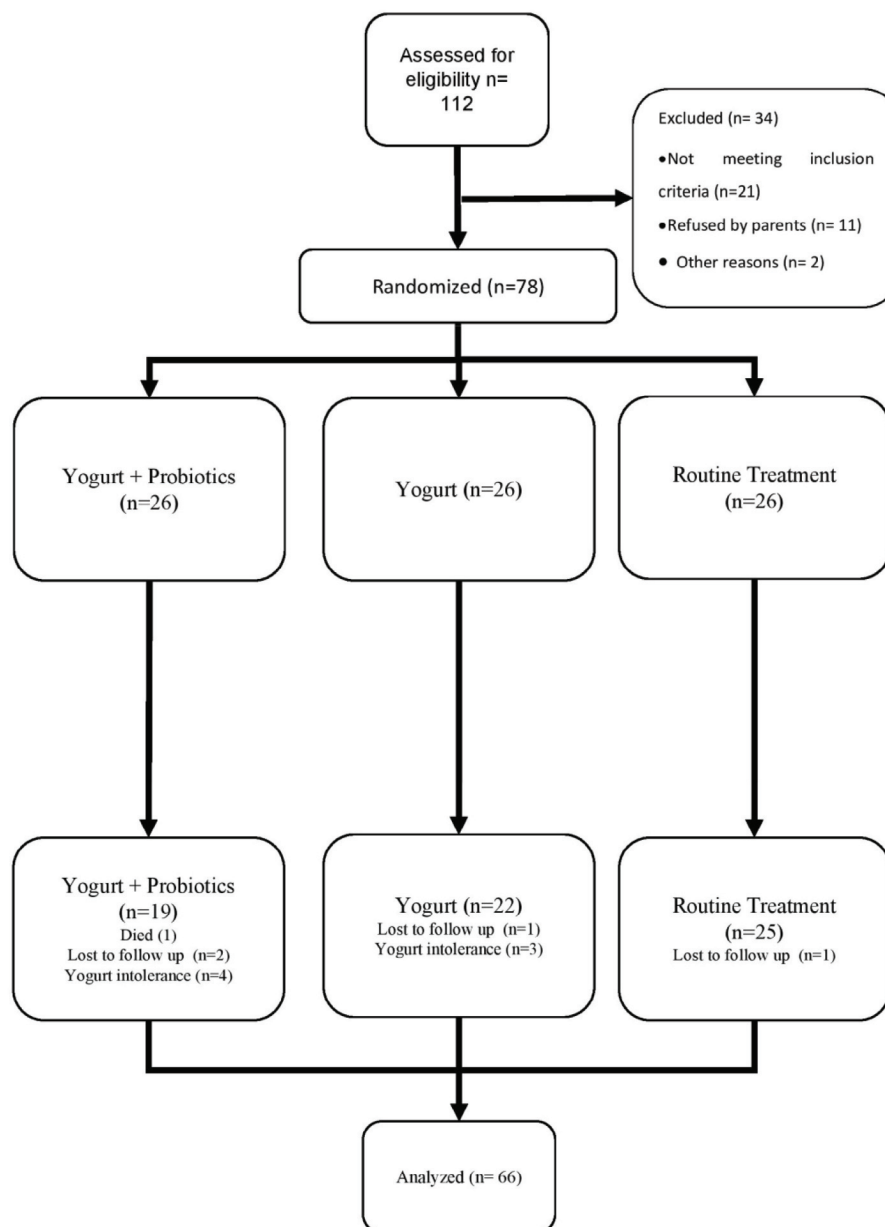 Assessed for
eligibility n=
112
Excluded (n= 34)
•Not meeting inclusion
criteria (n=21)
•Refused by parents (n= 11)
• Other reasons (n= 2)
Randomized (n=78)
Yogurt + Probiotics
(n=26)
Yogurt (n=26)
Routine Treatment
(n=26)
Yogurt + Probiotics
(n=19)
Died (1)
Lost to follow up (n=2)
Yogurt intolerance (n=4)
Yogurt (n=22)
Lost to follow up (n=1)
Yogurt intolerance (n=3)
Routine Treatment
(n=25)
Lost to follow up (n=1)
Analyzed (n= 66)